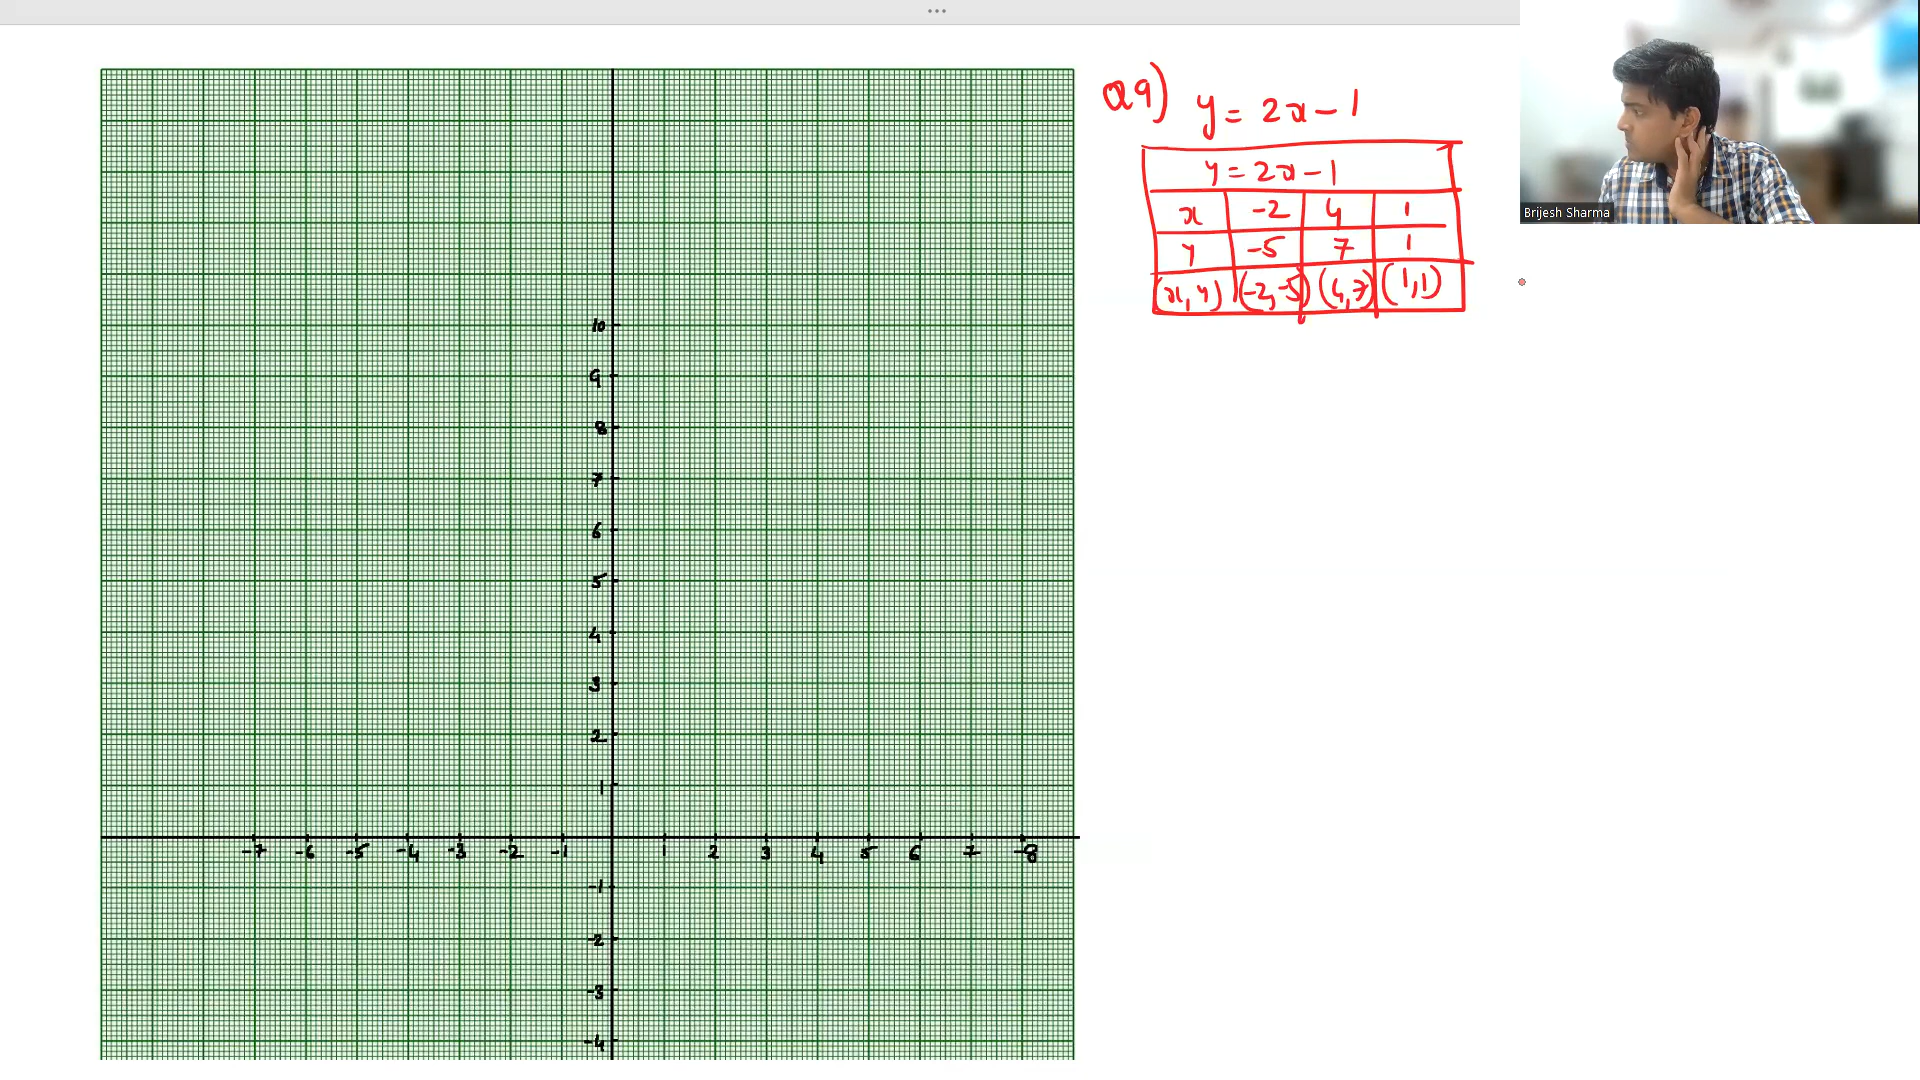 Q9) y = 2x - 1
y = 2x - 1
x -2 4 1
y -5 7 1
(x, y) (-2, -5) (4, 7) (1, 1)
Brijesh Sharma
10
9
8
7
6
5
4
3
2
1
-7 -6 -5 -4 -3 -2 -1 1 2 3 4 5 6 7 -8
-1
-2
-3
-4